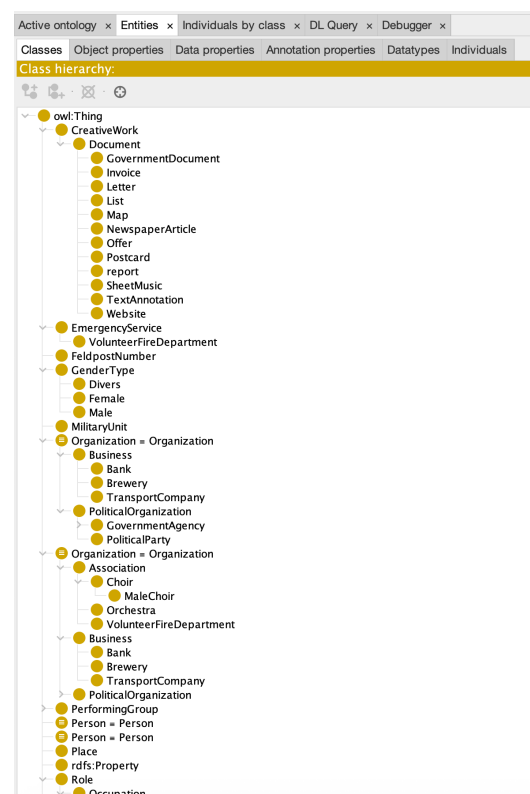 Active ontology × Entities × Individuals by class × DL Query × Debugger ×
Classes Object properties Data properties Annotation properties Datatypes Individuals
Class hierarchy:
owl:Thing
CreativeWork
Document
GovernmentDocument
Invoice
Letter
List
Map
NewspaperArticle
Offer
Postcard
report
SheetMusic
TextAnnotation
Website
EmergencyService
VolunteerFireDepartment
FeldpostNumber
GenderType
Divers
Female
Male
MilitaryUnit
Organization = Organization
Business
Bank
Brewery
TransportCompany
PoliticalOrganization
GovernmentAgency
PoliticalParty
Organization = Organization
Association
Choir
MaleChoir
Orchestra
VolunteerFireDepartment
Business
Bank
Brewery
TransportCompany
PoliticalOrganization
PerformingGroup
Person = Person
Person = Person
Place
rdfs:Property
Role
Occupation